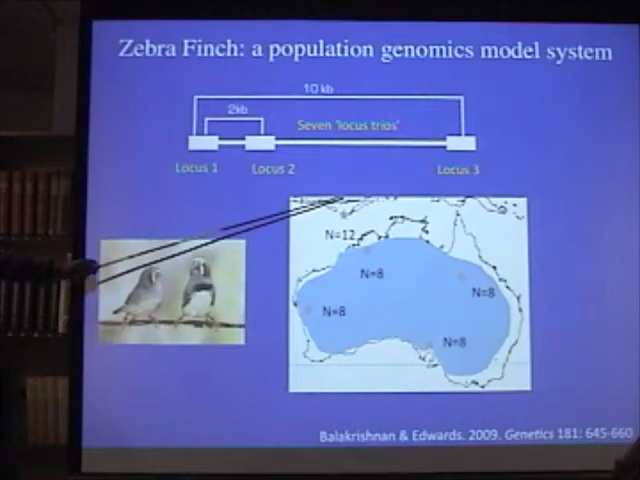 Zebra Finch: a population genomics model system
10 kb
2kb
Seven 'locus trios'
Locus 1
Locus 2
Locus 3
N=12
N=8
N=8
N=8
N=8
Balakrishnan & Edwards. 2009. Genetics 181: 645-660